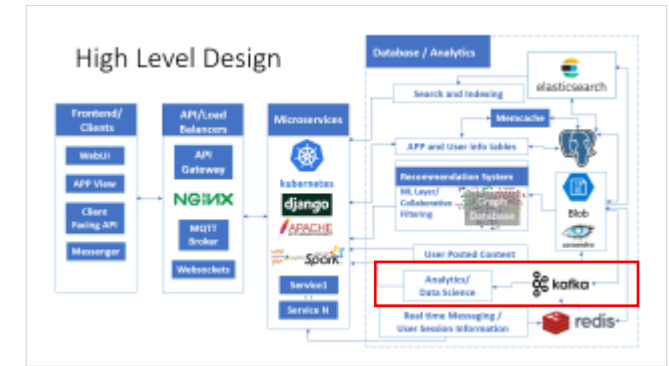 High Level Design
Database / Analytics
elasticsearch
Search and Indexing
Frontend/
Clients
API/Load
Balancers
Microservices
Memcache
WebUI
API
Gateway
kubernetes
APP and User info tables
APP View
NGINX
django
Recommendation System
ML Layer/
Collaborative
Filtering
Graph
Database
Blob
Client
Facing API
MQTT
Broker
APACHE
cassandra
Messenger
Websockets
Spark
User Posted Content
Service1
Analytics/
Data Science
kafka
Service N
Real time Messaging /
User Session Information
redis